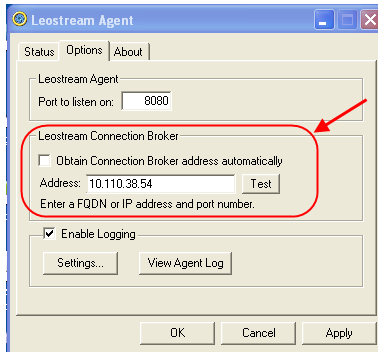 Leostream Agent
Status Options About
Leostream Agent
Port to listen on: 8080
Leostream Connection Broker
Obtain Connection Broker address automatically
Address: 10.110.38.54 Test
Enter a FQDN or IP address and port number.
Enable Logging
Settings... View Agent Log
OK Cancel Apply